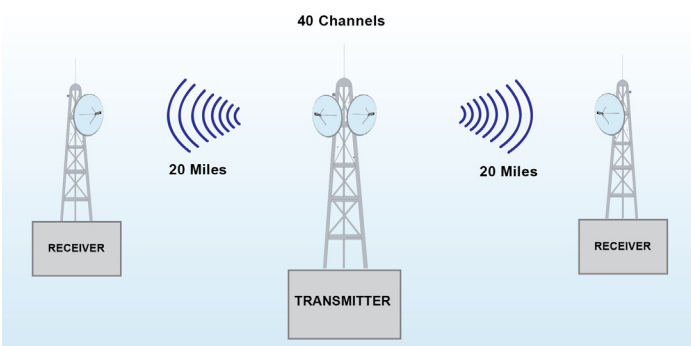 40 Channels
20 Miles
20 Miles
RECEIVER
RECEIVER
TRANSMITTER